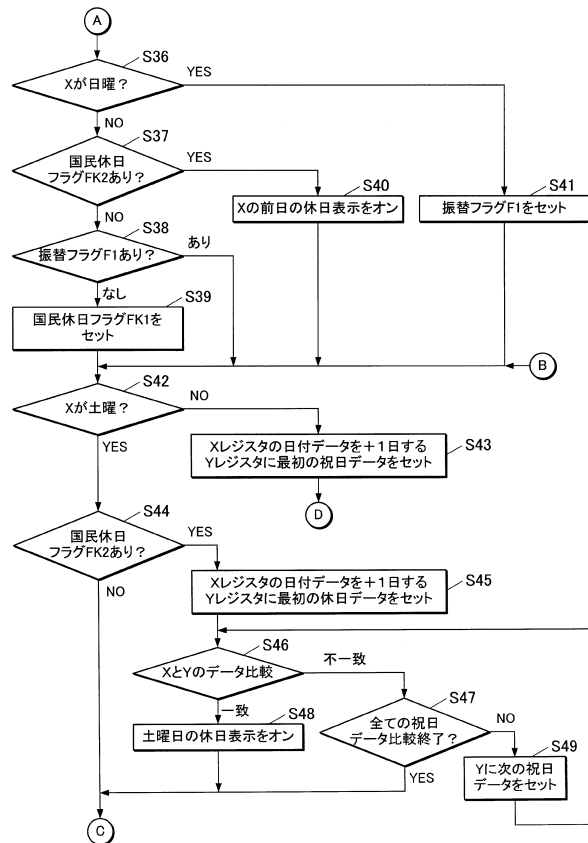 A
S36
Xが日曜？
YES
NO
S37
国民休日
フラグFK2あり？
YES
NO
S40
Xの前日の休日表示をオン
S41
振替フラグF1をセット
S38
振替フラグF1あり？
あり
なし
S39
国民休日フラグFK1を
セット
B
S42
Xが土曜？
NO
YES
S43
Xレジスタの日付データを＋1日する
Yレジスタに最初の祝日データをセット
D
S44
国民休日
フラグFK2あり？
YES
NO
S45
Xレジスタの日付データを＋1日する
Yレジスタに最初の休日データをセット
S46
XとYのデータ比較
不一致
一致
S47
全ての祝日
データ比較終了？
NO
YES
S48
土曜日の休日表示をオン
S49
Yに次の祝日
データをセット
C